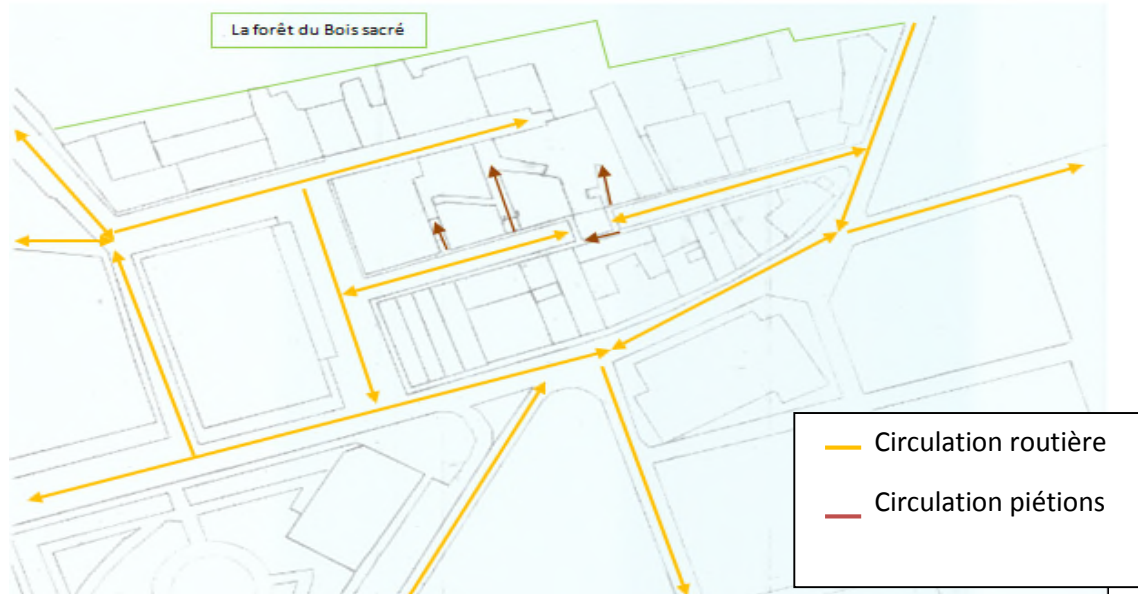 La forêt du Bois sacré
Circulation routière
Circulation piétions